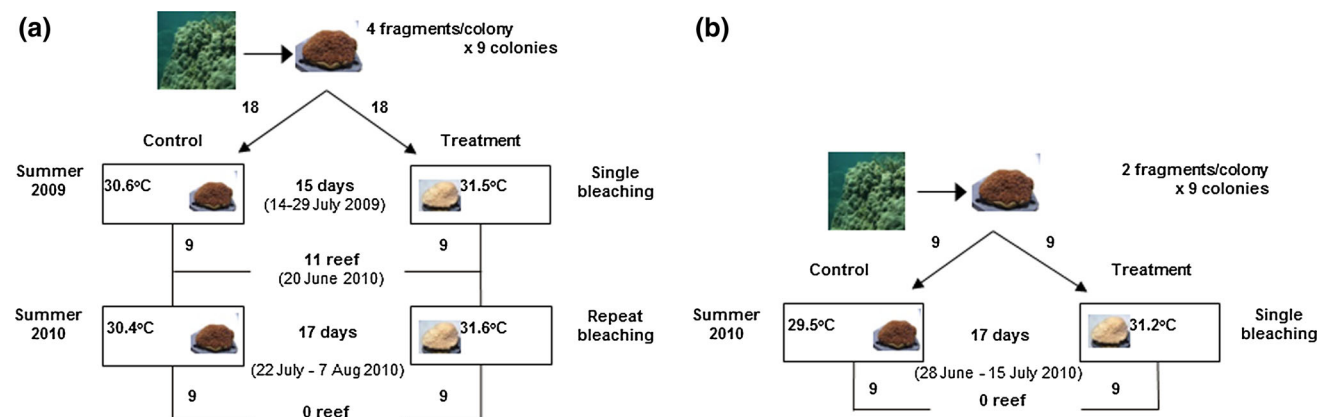 (a)
4 fragments/colony
x 9 colonies
18
18
Control
Treatment
Summer
2009
30.6°C
15 days
(14-29 July 2009)
31.5°C
Single
bleaching
9
9
11 reef
(20 June 2010)
Summer
2010
30.4°C
17 days
(22 July - 7 Aug 2010)
31.6°C
Repeat
bleaching
9
9
0 reef
(b)
2 fragments/colony
x 9 colonies
9
9
Control
Treatment
Summer
2010
29.5°C
17 days
(28 June - 15 July 2010)
31.2°C
Single
bleaching
9
9
0 reef